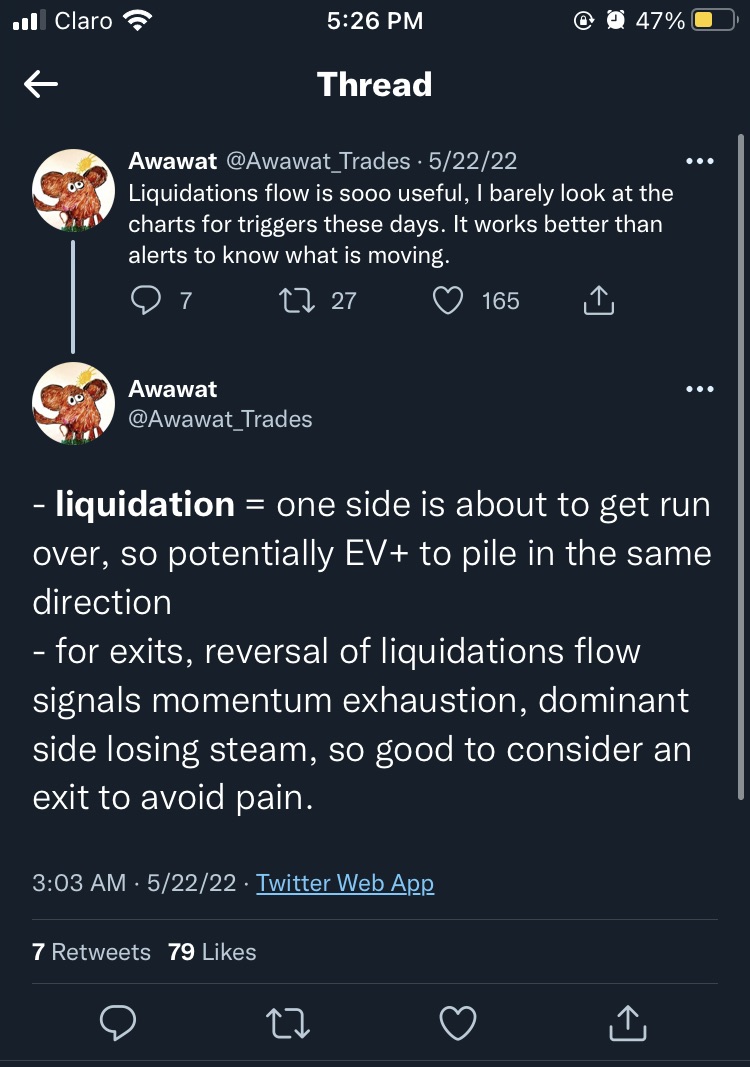 Claro 5:26 PM 47%
Thread
Awawat @Awawat_Trades · 5/22/22
Liquidations flow is sooo useful, I barely look at the
charts for triggers these days. It works better than
alerts to know what is moving.
7 27 165
Awawat
@Awawat_Trades
- liquidation = one side is about to get run
over, so potentially EV+ to pile in the same
direction
- for exits, reversal of liquidations flow
signals momentum exhaustion, dominant
side losing steam, so good to consider an
exit to avoid pain.
3:03 AM · 5/22/22 · Twitter Web App
7 Retweets 79 Likes